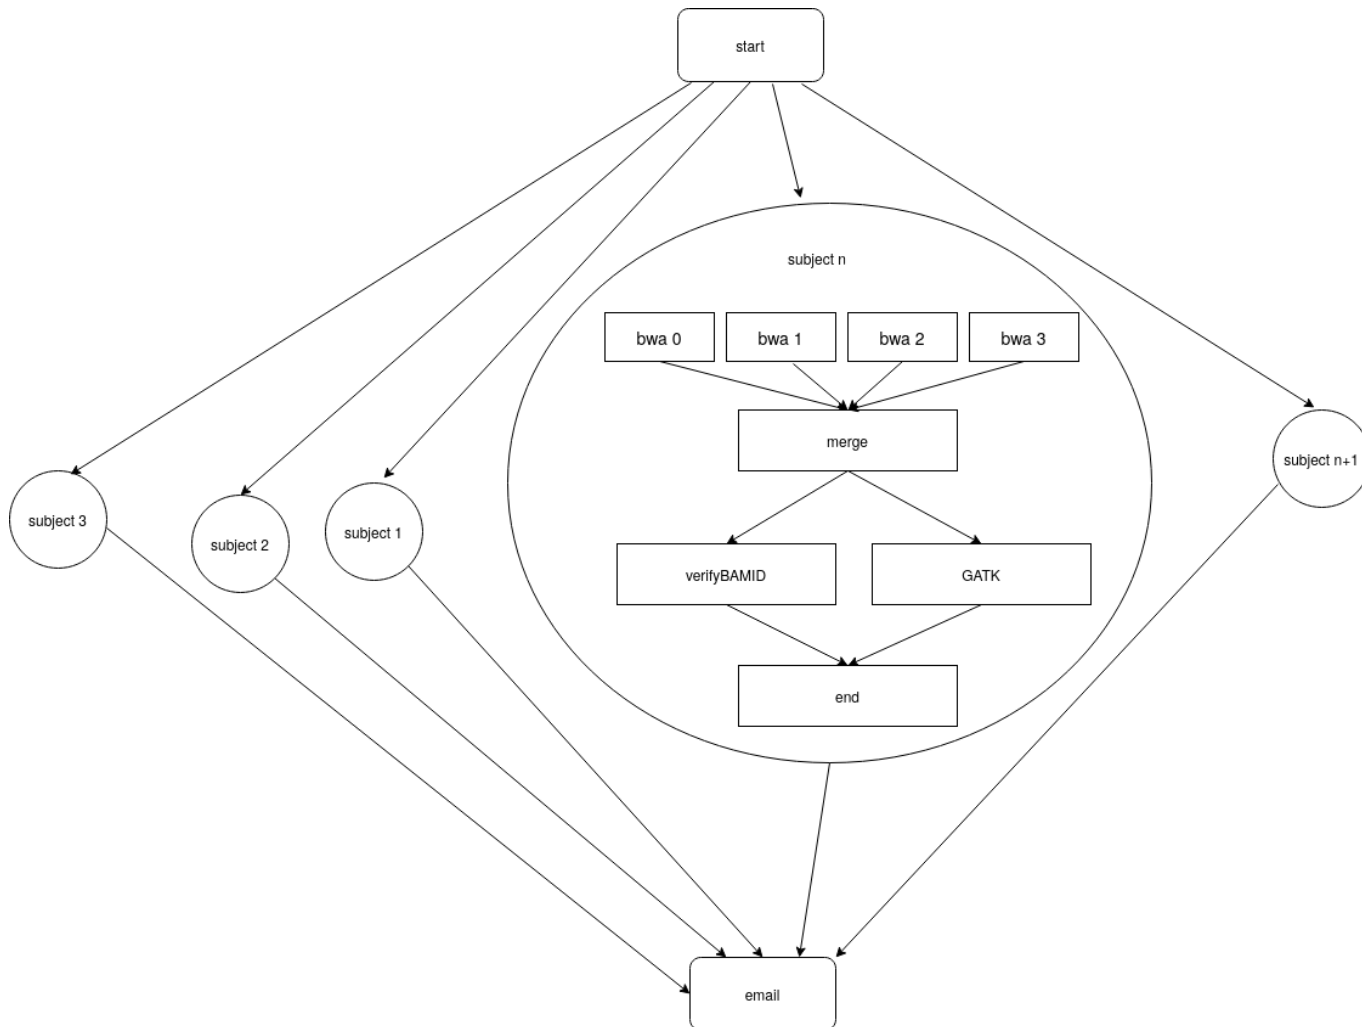 start
subject n
bwa 0
bwa 1
bwa 2
bwa 3
merge
subject n+1
subject 3
subject 2
subject 1
verifyBAMID
GATK
end
email